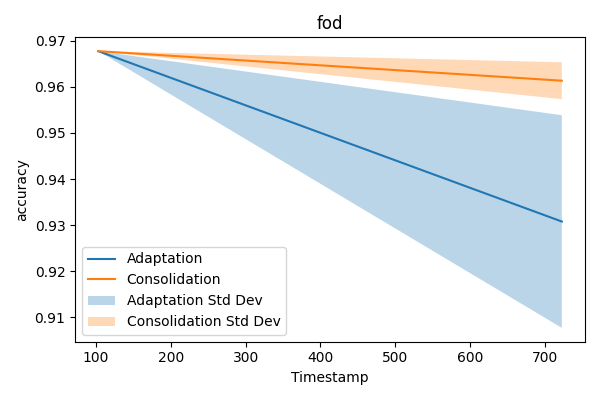 fod
0.97
0.96
0.95
0.94
0.93
0.92
0.91
accuracy
Adaptation
Consolidation
Adaptation Std Dev
Consolidation Std Dev
100 200 300 400 500 600 700
Timestamp